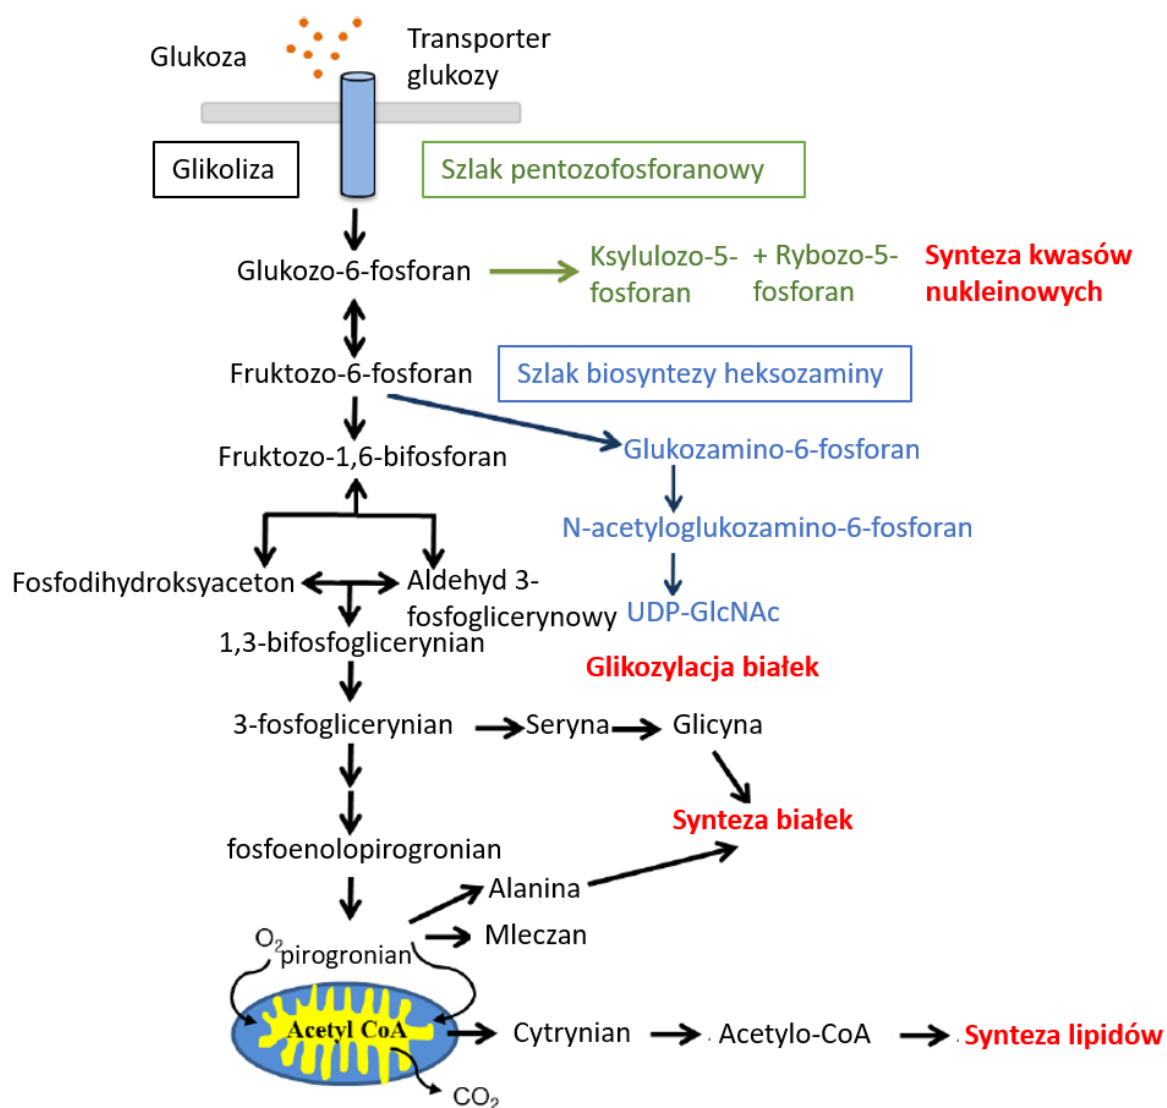 Glukoza
Transporter
glukozy
Glikoliza
Szlak pentozofosforanowy
Glukozo-6-fosforan
Ksylulozo-5-
fosforan
+ Rybozo-5-
fosforan
Synteza kwasów
nukleinowych
Fruktozo-6-fosforan
Szlak biosyntezy heksozaminy
Fruktozo-1,6-bifosforan
Glukozamino-6-fosforan
N-acetyloglukozamino-6-fosforan
Fosfodihydroksyaceton
Aldehyd 3-
fosfoglicerynowy
UDP-GlcNAc
1,3-bifosfoglicerynian
Glikozylacja białek
3-fosfoglicerynian
Seryna
Glicyna
Synteza białek
fosfoenolopirogronian
Alanina
O₂
pirogronian
Mleczan
Acetyl CoA
Cytrynian
Acetylo-CoA
Synteza lipidów
CO₂